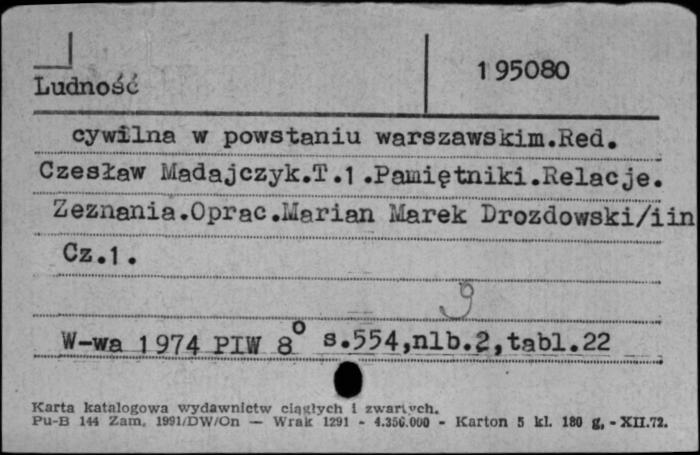 195080
Ludność
cywilna w powstaniu warszawskim.Red.
Czesław Madajczyk.T.1.Pamiętniki.Relacje.
Zeznania.Oprac.Marian Marek Drozdowski/iin
Cz.1.
9
W-wa 1974 PIW 8° s.554,nlb.2,tabl.22
Karta katalogowa wydawnictw ciągłych i zwartych.
Pu-B 144 Zam. 1991/DW/On — Wrak 1291 - 4.356.000 - Karton 5 kl. 180 g, - XII.72.